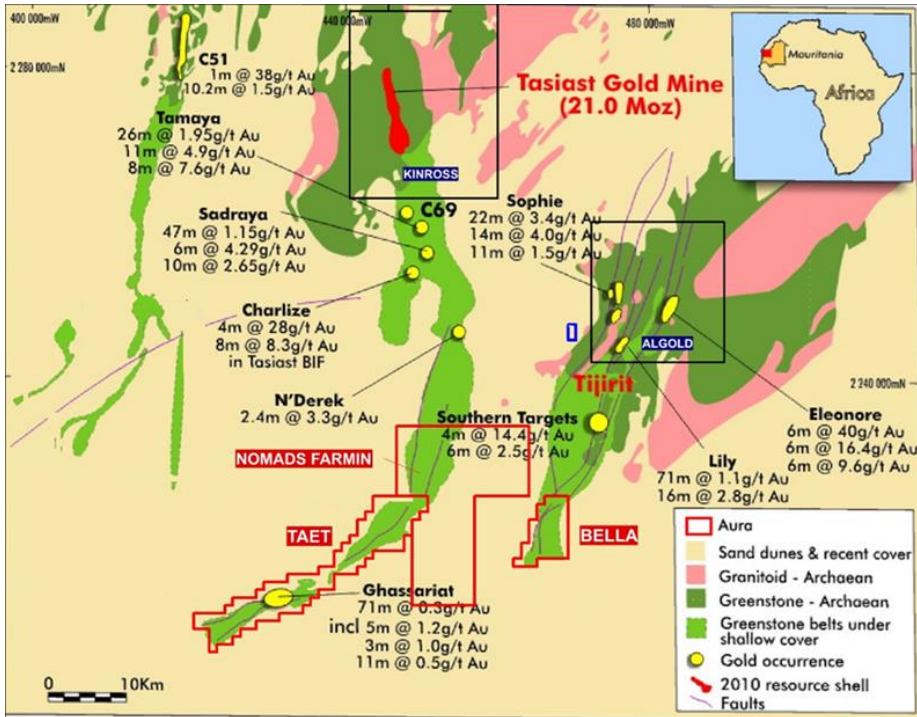 400 000mW
440 000mW
480 000mW
2 280 000mN
C51
1m @ 38g/t Au
10.2m @ 1.5g/t Au
Tamaya
26m @ 1.95g/t Au
11m @ 4.9g/t Au
8m @ 7.6g/t Au
Sadraya
47m @ 1.15g/t Au
6m @ 4.29g/t Au
10m @ 2.65g/t Au
Charlize
4m @ 28g/t Au
8m @ 8.3g/t Au
in Tasiast BIF
N'Derek
2.4m @ 3.3g/t Au
Tasiast Gold Mine
(21.0 Moz)
KINROSS
C69
Mauritania
Africa
Sophie
22m @ 3.4g/t Au
14m @ 4.0g/t Au
11m @ 1.5g/t Au
ALGOLD
Tijirit
2 240 000mN
Southern Targets
4m @ 14.4g/t Au
6m @ 2.5g/t Au
Eleonore
6m @ 40g/t Au
6m @ 16.4g/t Au
6m @ 9.6g/t Au
Lily
71m @ 1.1g/t Au
16m @ 2.8g/t Au
NOMADS FARMIN
TAET
BELLA
Ghassariat
71m @ 0.3g/t Au
incl 5m @ 1.2g/t Au
3m @ 1.0g/t Au
11m @ 0.5g/t Au
0 10Km
Aura
Sand dunes & recent cover
Granitoid - Archaean
Greenstone - Archaean
Greenstone belts under
shallow cover
Gold occurrence
2010 resource shell
Faults